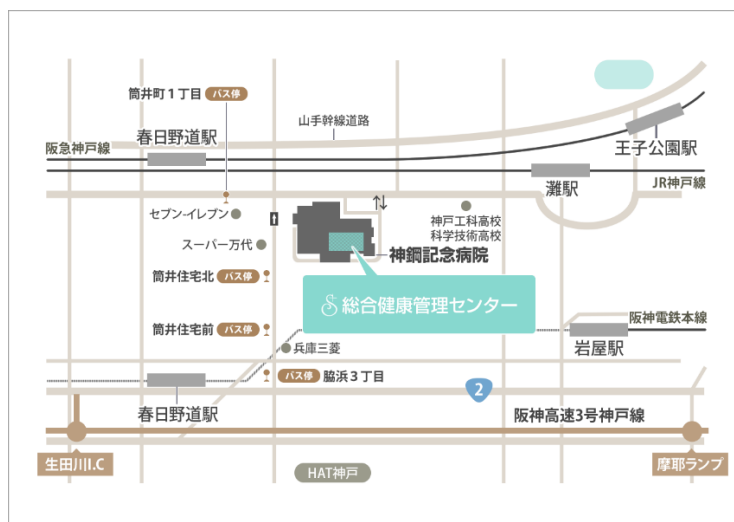 筒井町1丁目 バス停
山手幹線道路
春日野道駅
阪急神戸線
王子公園駅
灘駅
JR神戸線
セブン-イレブン
神戸工科高校
科学技術高校
スーパー万代
神鋼記念病院
筒井住宅北 バス停
総合健康管理センター
筒井住宅前 バス停
阪神電鉄本線
兵庫三菱
岩屋駅
バス停 脇浜3丁目
2
春日野道駅
阪神高速3号神戸線
生田川I.C
HAT神戸
摩耶ランプ